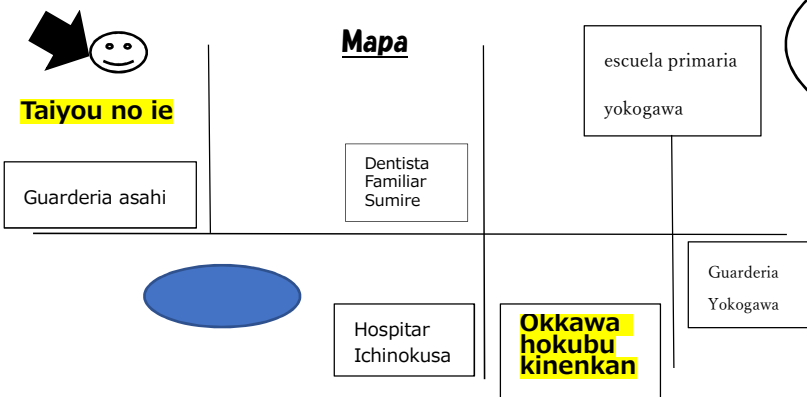 Mapa
escuela primaria
yokogawa
Taiyou no ie
Guarderia asahi
Dentista
Familiar
Sumire
Guarderia
Yokogawa
Hospitar
Ichinokusa
Okkawa
hokubu
kinenkan